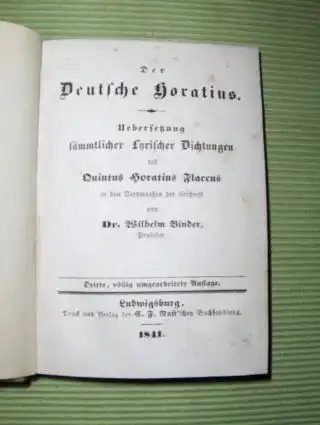 Der
Deutsche Horatius.
Uebersetzung
sämmtlicher Lyrischer Dichtungen
des
Quintus Horatius Flaccus
in den Versmaaßen der Urschrift
von
Dr. Wilhelm Binder,
Professor.
Dritte, völlig umgearbeitete Auflage.
Ludwigsburg,
Druck und Verlag der C. F. Nast'schen Buchhandlung.
1841.